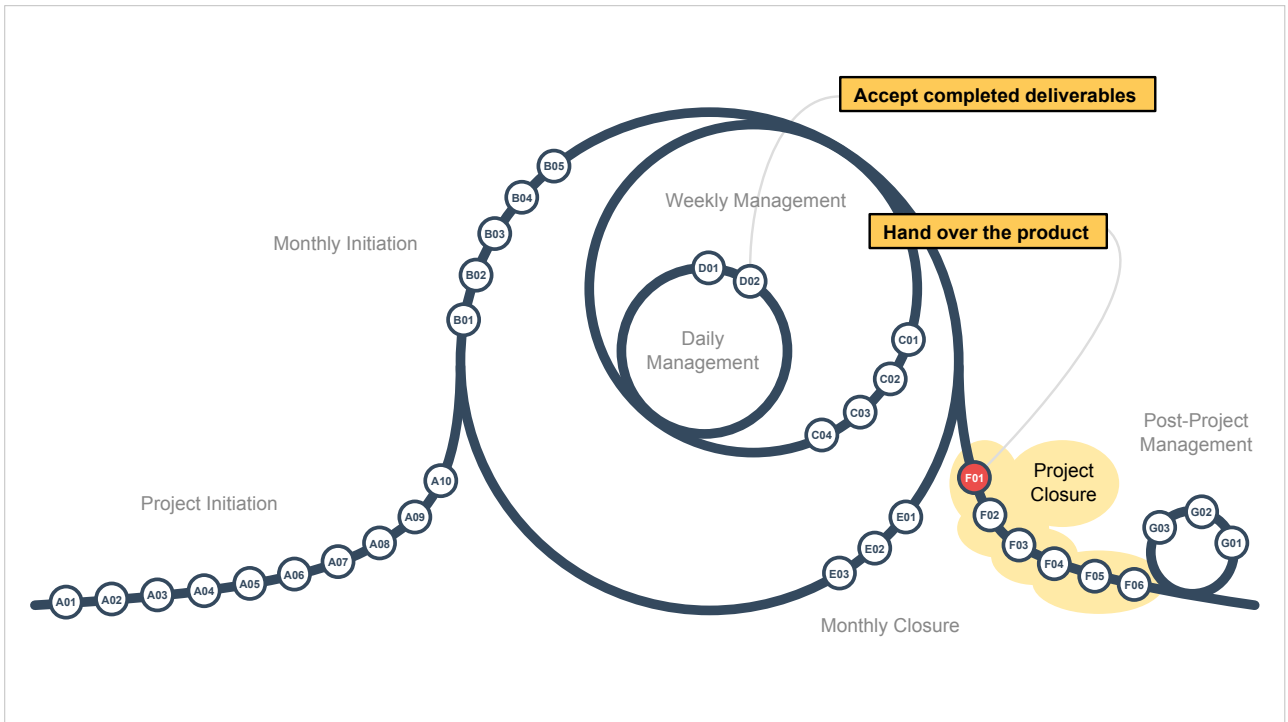 Accept completed deliverables
B05
B04
Weekly Management
B03
Hand over the product
Monthly Initiation
D01
B02
D02
B01
C01
Daily
Management
C02
C03
C04
Post-Project
Management
F01
Project
Closure
A10
Project Initiation
A09
E01
F02
G02
G03
G01
A08
E02
F03
A07
F04
A06
E03
F05
A05
F06
A04
A03
A02
A01
Monthly Closure